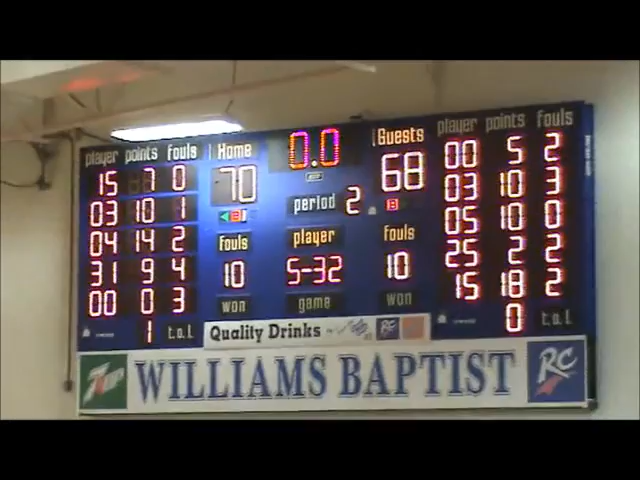 player points fouls Home 0.0 Guests player points fouls
15 7 0 70 68 00 5 2
03 10 1 period 2 03 10 3
04 14 2 fouls player fouls 05 10 0
31 9 4 10 5-32 10 25 2 2
00 0 3 won game won 15 18 2
1 t.o.l 0 t.o.l
Quality Drinks RC
7 WILLIAMS BAPTIST RC